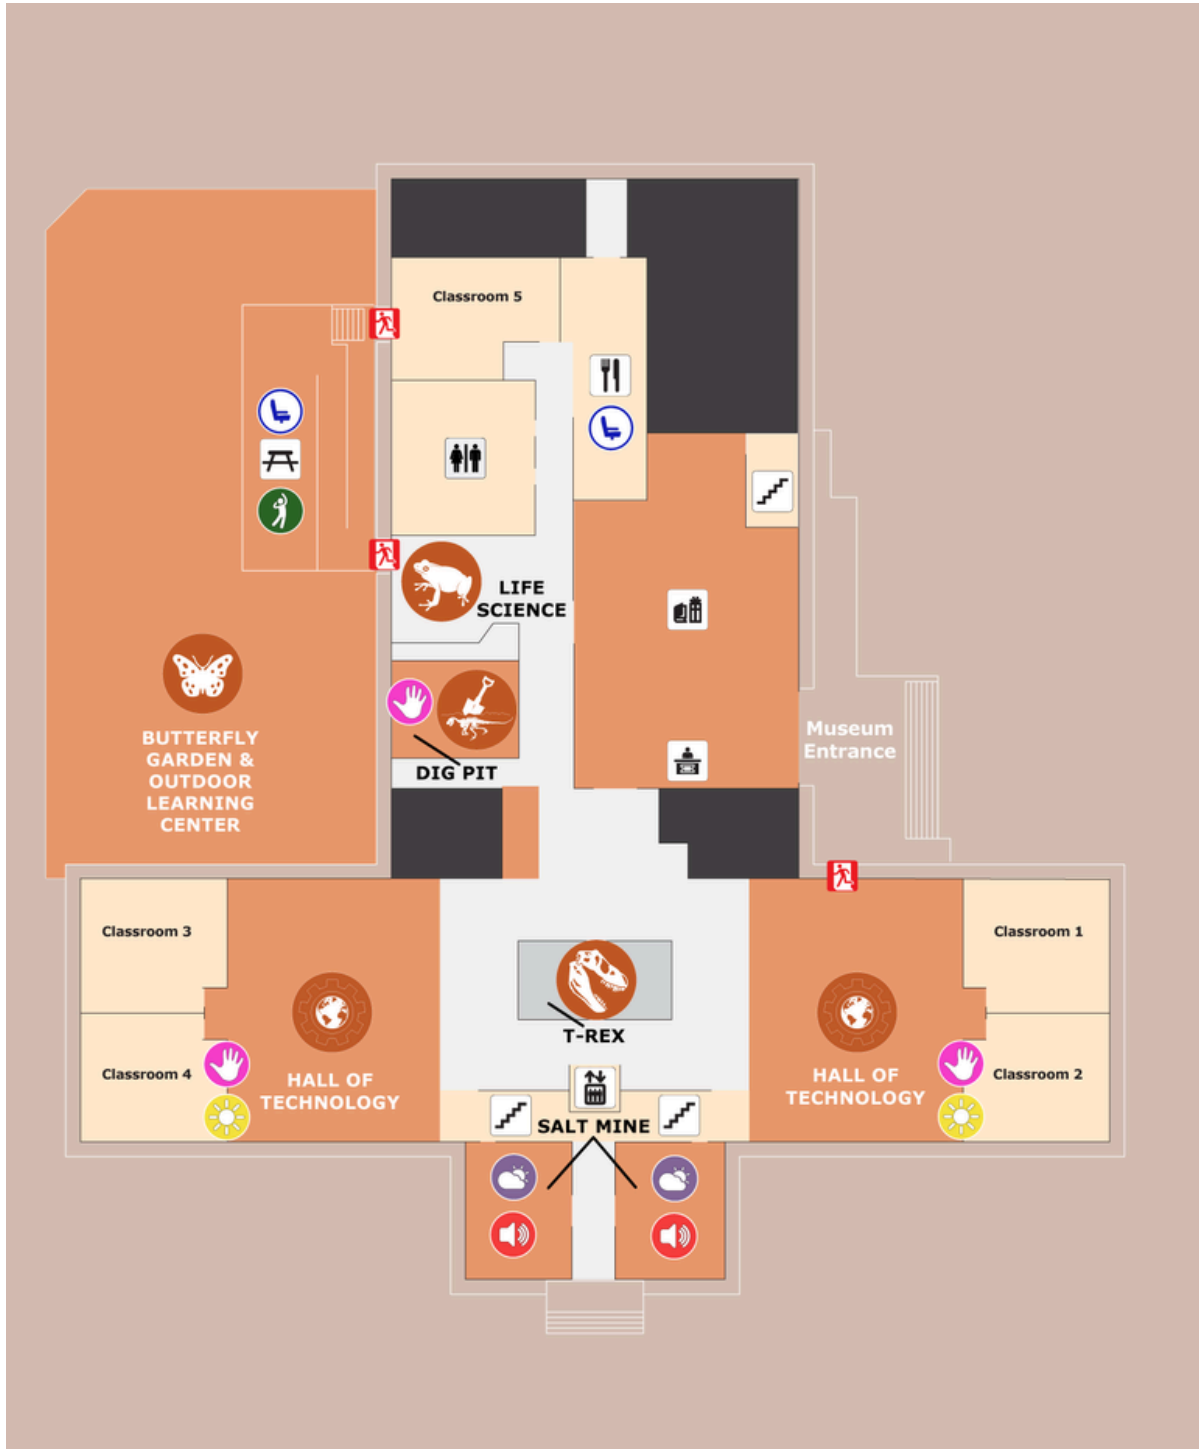 Classroom 5
LIFE
SCIENCE
BUTTERFLY
GARDEN &
OUTDOOR
LEARNING
CENTER
DIG PIT
Museum
Entrance
Classroom 3
Classroom 1
T-REX
Classroom 4
HALL OF
TECHNOLOGY
HALL OF
TECHNOLOGY
Classroom 2
SALT MINE